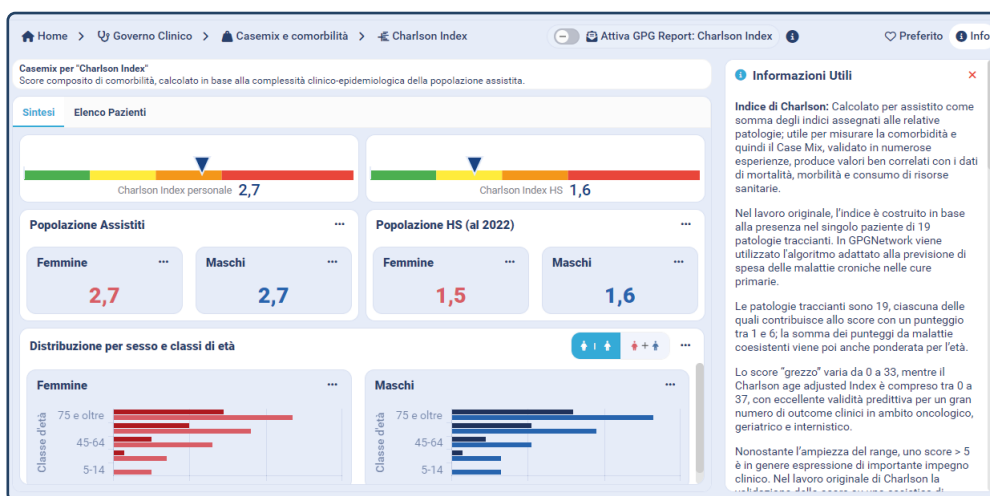 Home > Governo Clinico > Casemix e comorbilità > Charlson Index
Attiva GPG Report: Charlson Index
Preferito
Info
Casemix per "Charlson Index"
Score composito di comorbilità, calcolato in base alla complessità clinico-epidemiologica della popolazione assistita.
Sintesi
Elenco Pazienti
Charlson Index personale 2,7
Charlson Index HS 1,6
Popolazione Assistiti
Femmine
2,7
Maschi
2,7
Popolazione HS (al 2022)
Femmine
1,5
Maschi
1,6
Distribuzione per sesso e classi di età
Femmine
Classe d'età
75 e oltre
45-64
5-14
Maschi
Classe d'età
75 e oltre
45-64
5-14
Informazioni Utili
Indice di Charlson: Calcolato per assistito come
somma degli indici assegnati alle relative
patologie; utile per misurare la comorbidità e
quindi il Case Mix, validato in numerose
esperienze, produce valori ben correlati con i dati
di mortalità, morbilità e consumo di risorse
sanitarie.
Nel lavoro originale, l'indice è costruito in base
alla presenza nel singolo paziente di 19
patologie traccianti. In GPGNetwork viene
utilizzato l'algoritmo adattato alla previsione di
spesa delle malattie croniche nelle cure
primarie.
Le patologie traccianti sono 19, ciascuna delle
quali contribuisce allo score con un punteggio
tra 1 e 6; la somma dei punteggi da malattie
coesistenti viene poi anche ponderata per l'età.
Lo score "grezzo" varia da 0 a 33, mentre il
Charlson age adjusted Index è compreso tra 0 a
37, con eccellente validità predittiva per un gran
numero di outcome clinici in ambito oncologico,
geriatrico e internistico.
Nonostante l'ampiezza del range, uno score > 5
è in genere espressione di importante impegno
clinico. Nel lavoro originale di Charlson la